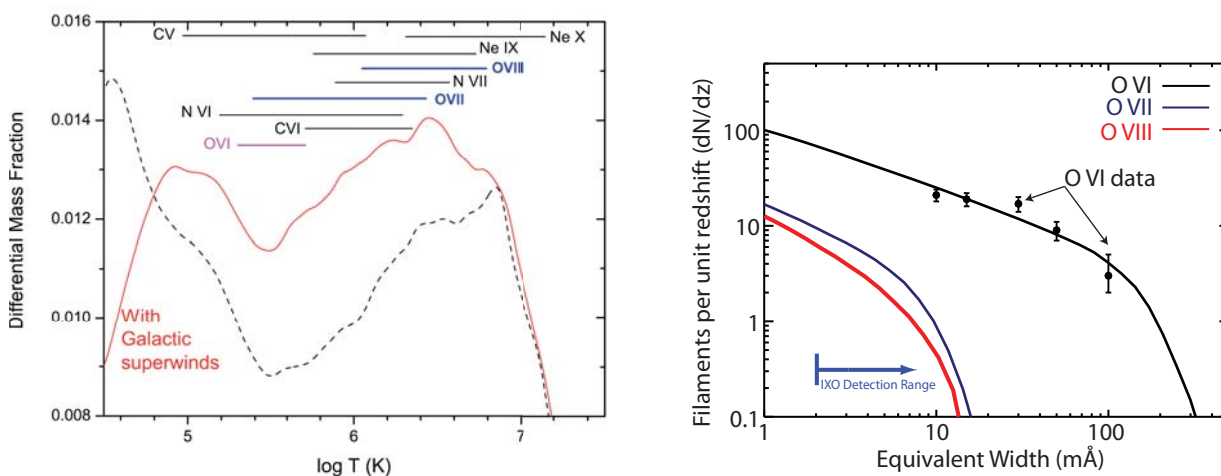 0.016
0.014
0.012
0.010
0.008
Differential Mass Fraction
CV
Ne X
Ne IX
OVIII
N VII
OVII
N VI
CVI
OVI
With
Galactic
superwinds
5
6
7
log T (K)
Filaments per unit redshift (dN/dz)
100
10
1
0.1
O VI
O VII
O VIII
O VI data
IXO Detection Range
1
10
100
Equivalent Width (mÅ)